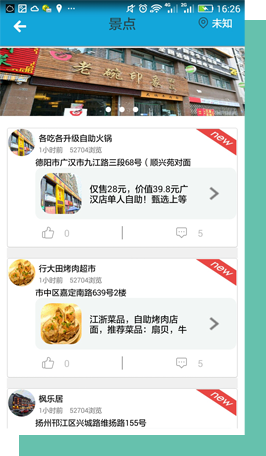 4G 3G 16:26
景点
未知
老碗印象
new
各吃各升级自助火锅
1小时前 52704浏览
德阳市广汉市九江路三段68号（顺兴苑对面
仅售28元，价值39.8元广
汉店单人自助！甄选上等
0 5
new
行大田烤肉超市
1小时前 52704浏览
市中区嘉定南路639号2楼
江浙菜品，自助烤肉店
面，推荐菜品：扇贝，牛
0 5
new
枫乐居
1小时前 52704浏览
扬州邗江区兴城路维扬路155号